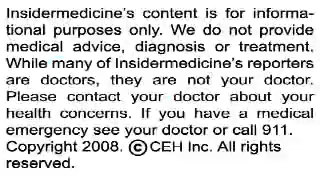 Insidermedicine's content is for informa-
tional purposes only. We do not provide
medical advice, diagnosis or treatment.
While many of Insidermedicine's reporters
are doctors, they are not your doctor.
Please contact your doctor about your
health concerns. If you have a medical
emergency see your doctor or call 911.
Copyright 2008. ©CEH Inc. All rights
reserved.